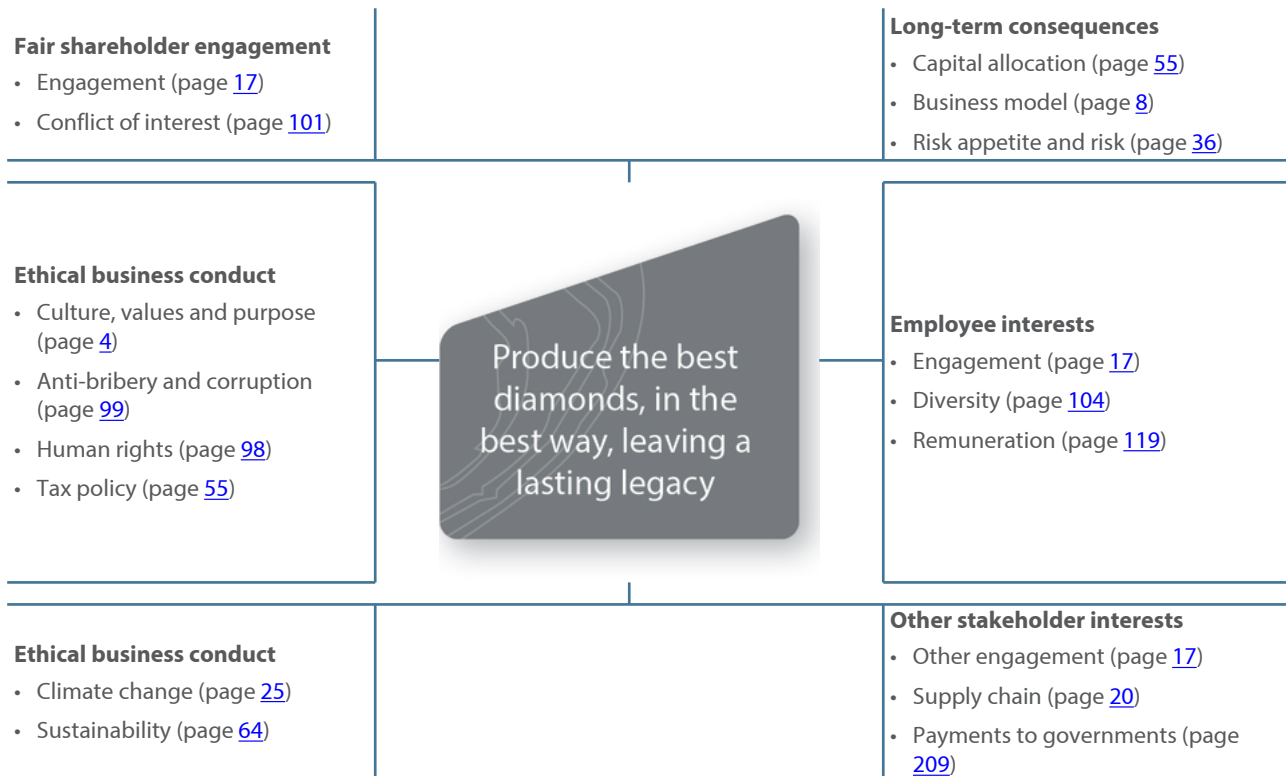 Fair shareholder engagement
• Engagement (page 17)
• Conflict of interest (page 101)
Long-term consequences
• Capital allocation (page 55)
• Business model (page 8)
• Risk appetite and risk (page 36)
Ethical business conduct
• Culture, values and purpose
(page 4)
• Anti-bribery and corruption
(page 99)
• Human rights (page 98)
• Tax policy (page 55)
Produce the best
diamonds, in the
best way, leaving a
lasting legacy
Employee interests
• Engagement (page 17)
• Diversity (page 104)
• Remuneration (page 119)
Ethical business conduct
• Climate change (page 25)
• Sustainability (page 64)
Other stakeholder interests
• Other engagement (page 17)
• Supply chain (page 20)
• Payments to governments (page
209)